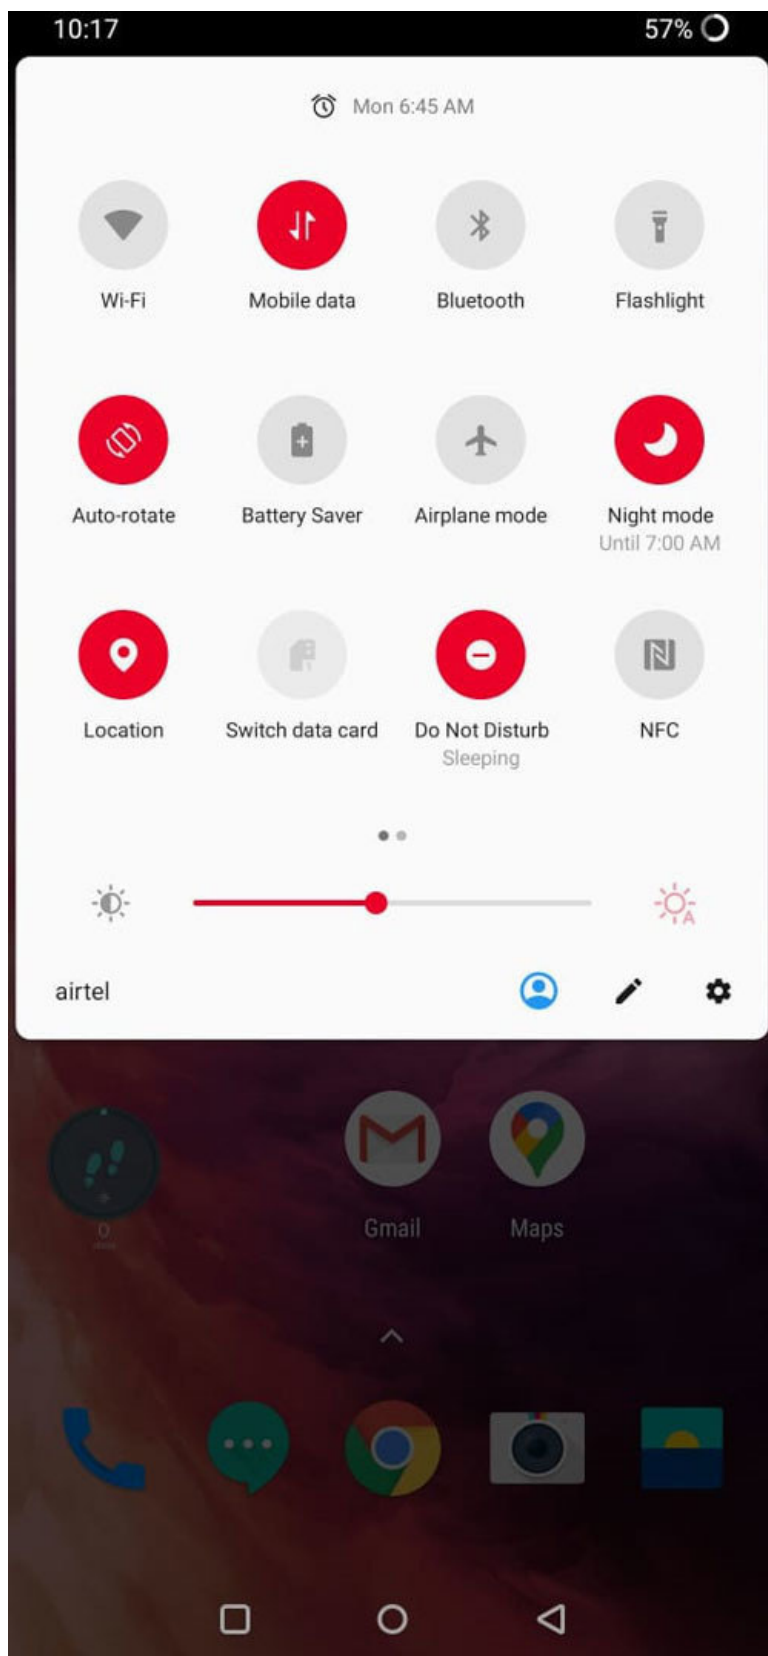 10:17 57%
Mon 6:45 AM
Wi-Fi Mobile data Bluetooth Flashlight
Auto-rotate Battery Saver Airplane mode Night mode
Until 7:00 AM
Location Switch data card Do Not Disturb NFC
Sleeping
A
airtel
Gmail Maps
0